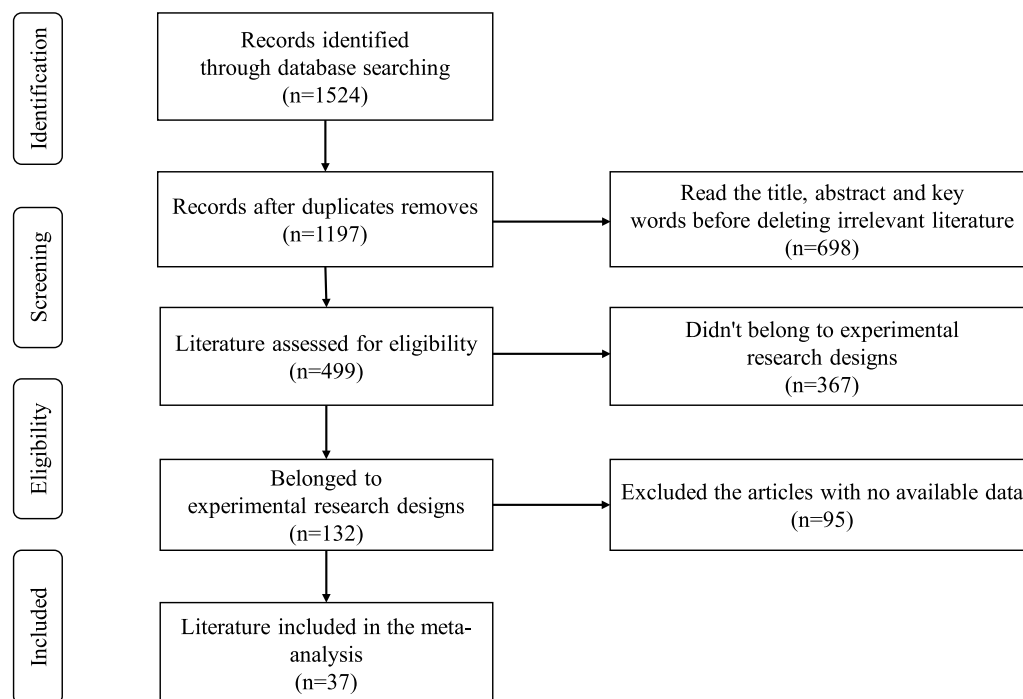 Identification
Records identified
through database searching
(n=1524)
Records after duplicates removes
(n=1197)
Read the title, abstract and key
words before deleting irrelevant literature
(n=698)
Screening
Literature assessed for eligibility
(n=499)
Didn't belong to experimental
research designs
(n=367)
Eligibility
Belonged to
experimental research designs
(n=132)
Excluded the articles with no available data
(n=95)
Included
Literature included in the meta-
analysis
(n=37)